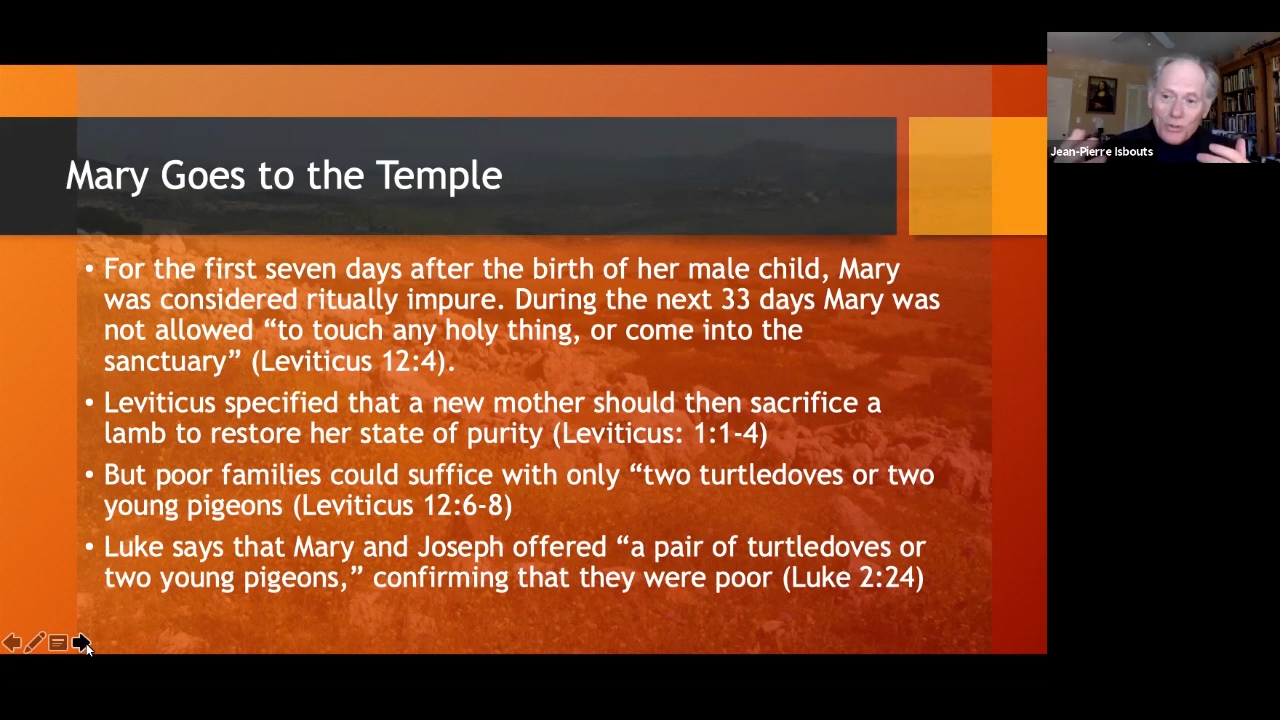 Mary Goes to the Temple
• For the first seven days after the birth of her male child, Mary
was considered ritually impure. During the next 33 days Mary was
not allowed “to touch any holy thing, or come into the
sanctuary” (Leviticus 12:4).
• Leviticus specified that a new mother should then sacrifice a
lamb to restore her state of purity (Leviticus: 1:1-4)
• But poor families could suffice with only “two turtledoves or two
young pigeons (Leviticus 12:6-8)
• Luke says that Mary and Joseph offered “a pair of turtledoves or
two young pigeons,” confirming that they were poor (Luke 2:24)
Jean-Pierre Isbouts